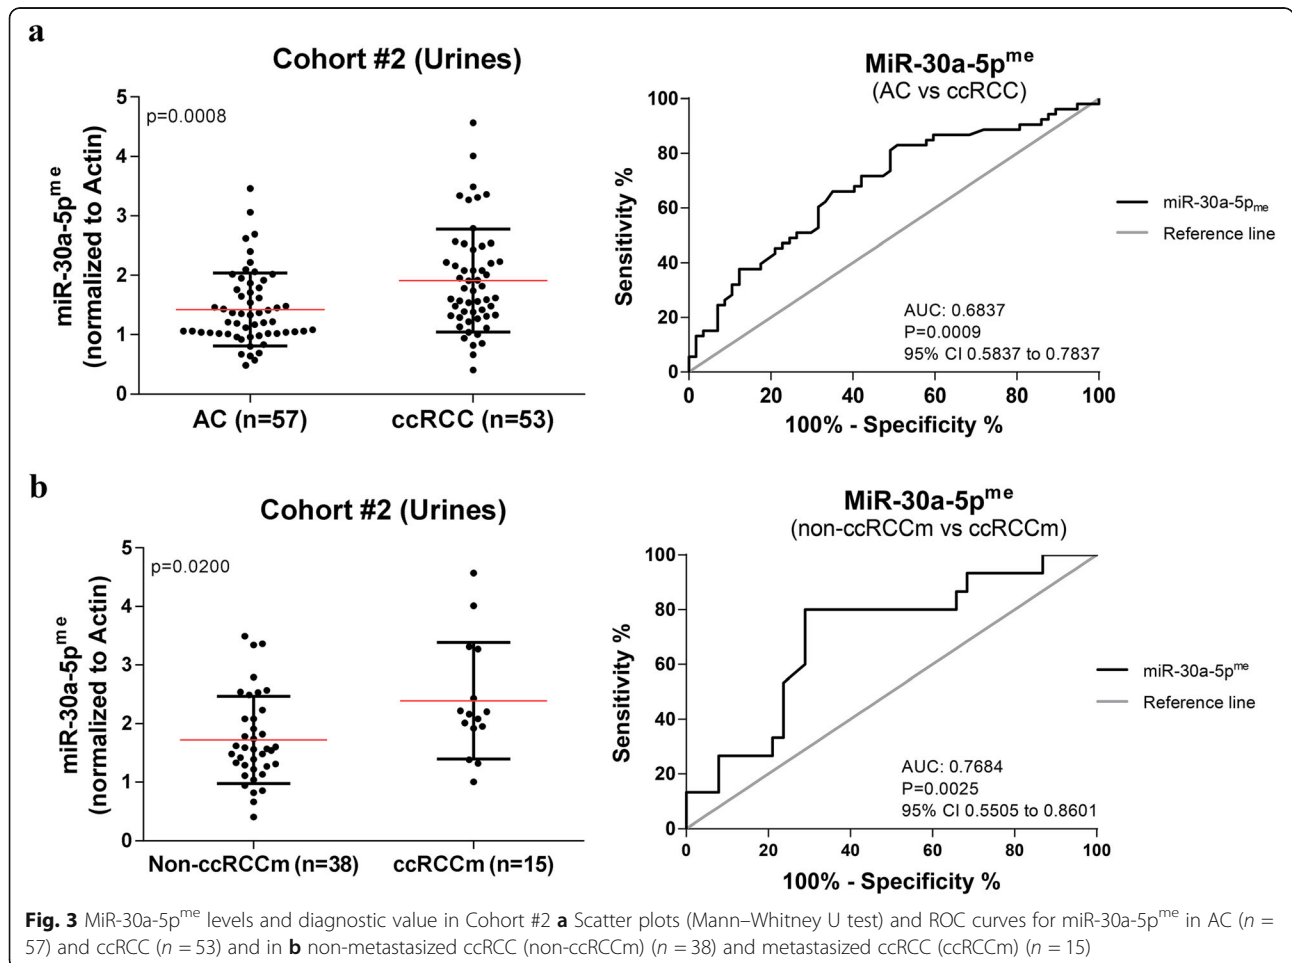 a
Cohort #2 (Urines)
p=0.0008
miR-30a-5pᵐᵉ
(normalized to Actin)
5
4
3
2
1
0
AC (n=57)
ccRCC (n=53)
MiR-30a-5pᵐᵉ
(AC vs ccRCC)
Sensitivity %
100
80
60
40
20
0
0
20
40
60
80
100
100% - Specificity %
AUC: 0.6837
P=0.0009
95% CI 0.5837 to 0.7837
miR-30a-5pₘₑ
Reference line
b
Cohort #2 (Urines)
p=0.0200
miR-30a-5pᵐᵉ
(normalized to Actin)
5
4
3
2
1
0
Non-ccRCCm (n=38)
ccRCCm (n=15)
MiR-30a-5pᵐᵉ
(non-ccRCCm vs ccRCCm)
Sensitivity %
100
80
60
40
20
0
0
20
40
60
80
100
100% - Specificity %
AUC: 0.7684
P=0.0025
95% CI 0.5505 to 0.8601
miR-30a-5pᵐᵉ
Reference line
Fig. 3 MiR-30a-5pᵐᵉ levels and diagnostic value in Cohort #2 a Scatter plots (Mann–Whitney U test) and ROC curves for miR-30a-5pᵐᵉ in AC (n =
57) and ccRCC (n = 53) and in b non-metastasized ccRCC (non-ccRCCm) (n = 38) and metastasized ccRCC (ccRCCm) (n = 15)